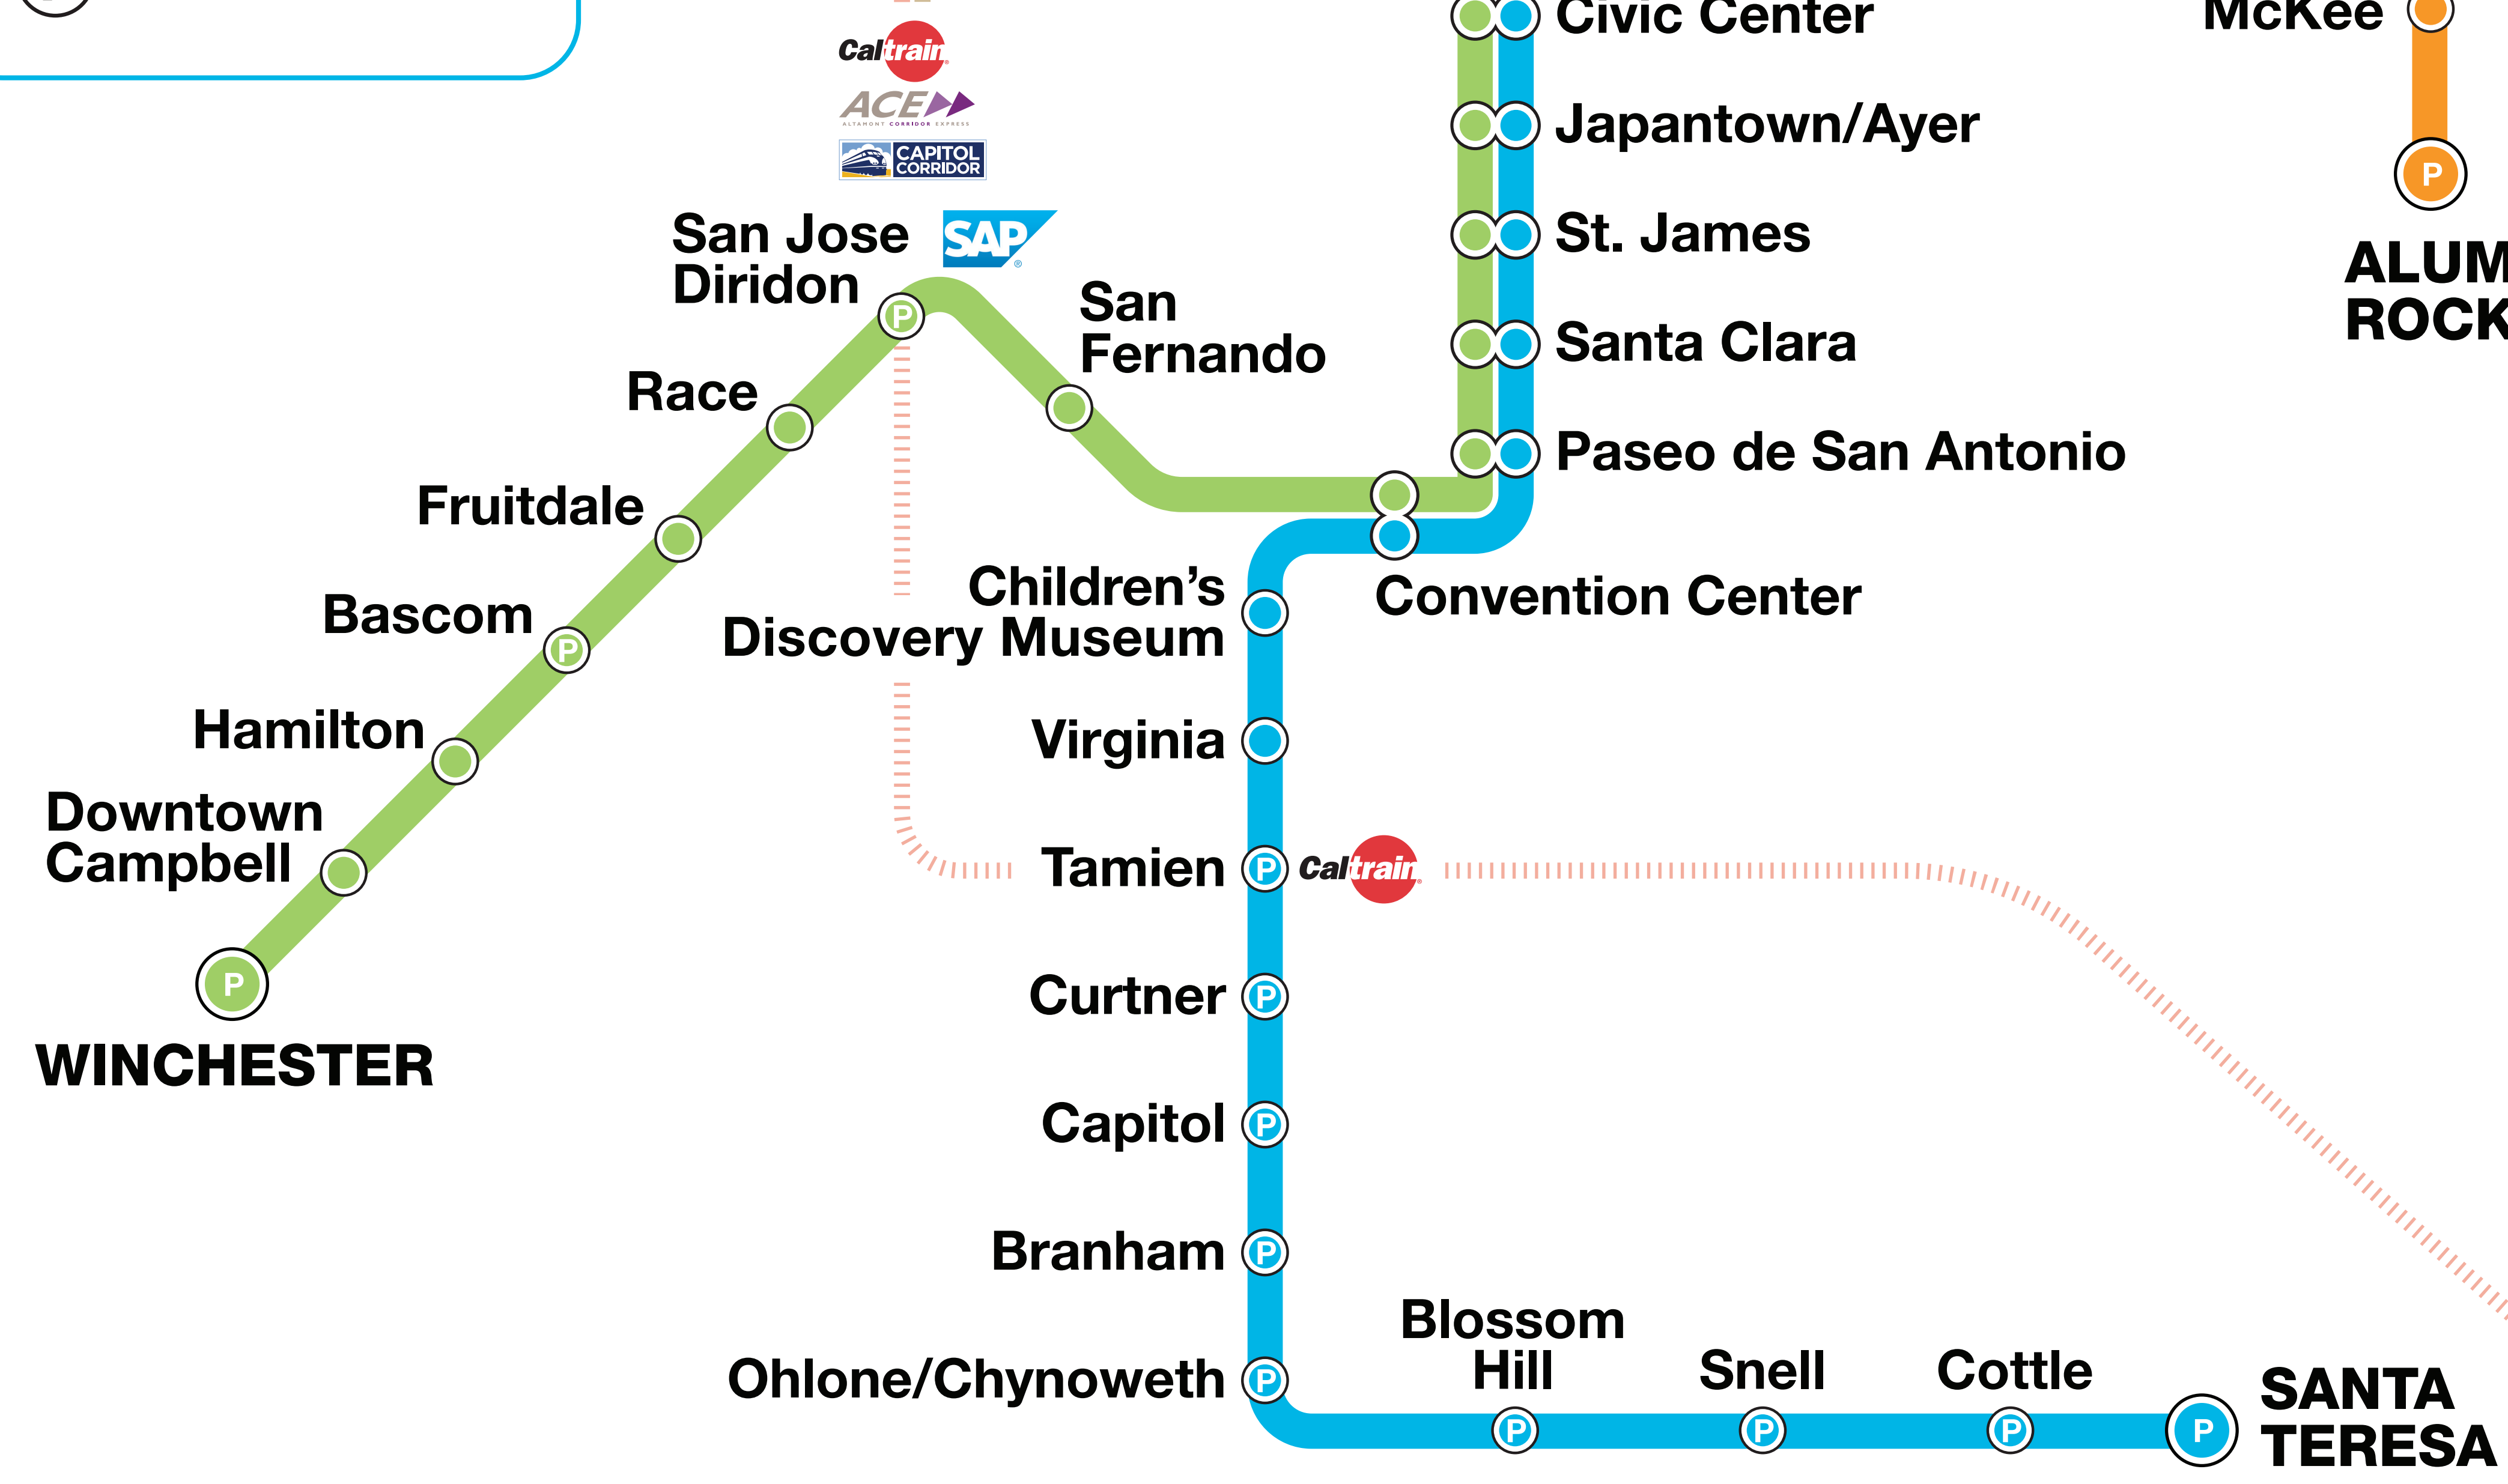 Civic Center
McKee
Caltrain
ACE
ALTAMONT CORRIDOR EXPRESS
CAPITOL
CORRIDOR
Japantown/Ayer
P
San Jose
Diridon
SAP
St. James
ALUM
ROCK
P
San
Fernando
Santa Clara
Race
Paseo de San Antonio
Fruitdale
Convention Center
Children’s
Discovery Museum
Bascom
P
Hamilton
Virginia
Downtown
Campbell
Tamien
P
Caltrain
P
WINCHESTER
Curtner
P
Capitol
P
Branham
P
Ohlone/Chynoweth
P
Blossom
Hill
P
Snell
P
Cottle
P
P
SANTA
TERESA